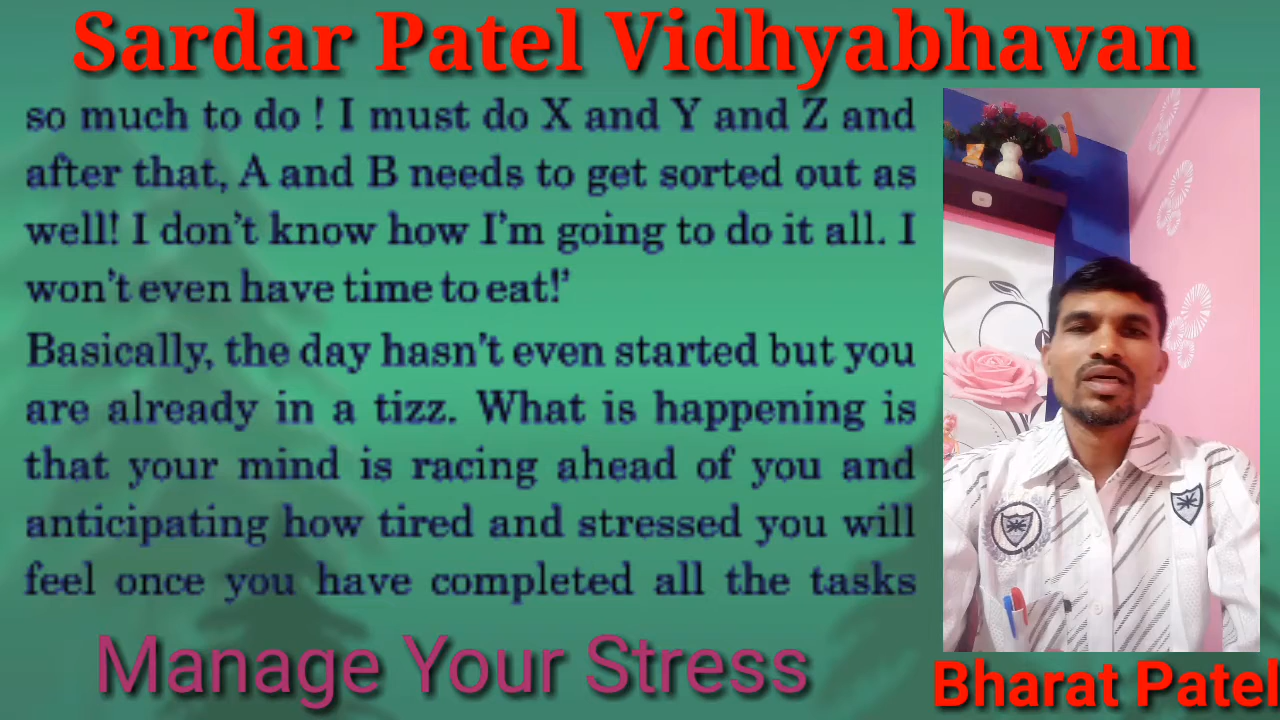 Sardar Patel Vidhyabhavan
so much to do ! I must do X and Y and Z and
after that, A and B needs to get sorted out as
well! I don't know how I'm going to do it all. I
won't even have time to eat!'
Basically, the day hasn't even started but you
are already in a tizz. What is happening is
that your mind is racing ahead of you and
anticipating how tired and stressed you will
feel once you have completed all the tasks
Manage Your Stress
Bharat Patel